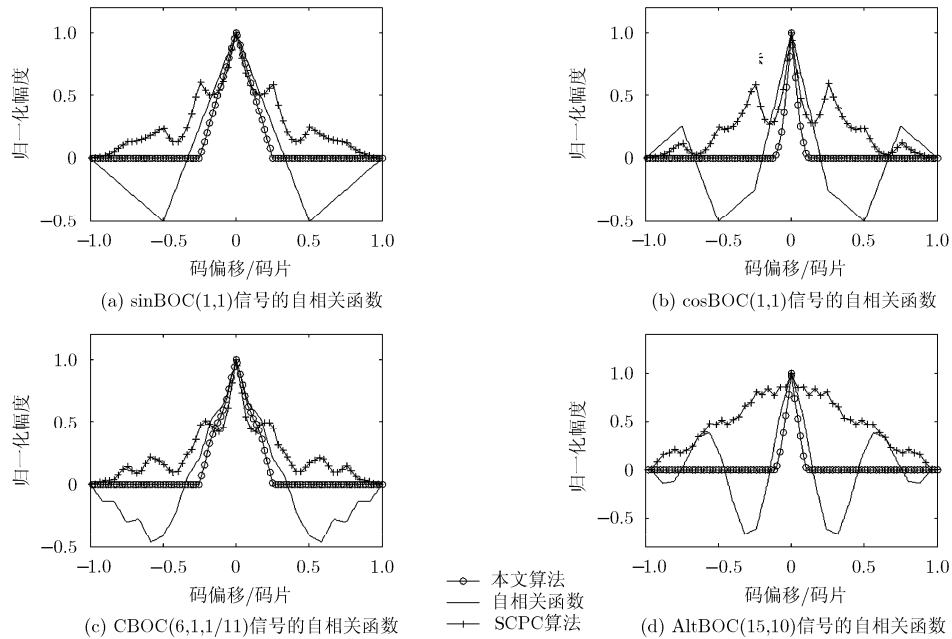 1.0
0.5
0
−0.5
−1.0
−0.5
0
0.5
1.0
归一化幅度
码偏移/码片
(a) sinBOC(1,1)信号的自相关函数
1.0
0.5
0
−0.5
−1.0
−0.5
0
0.5
1.0
归一化幅度
码偏移/码片
(b) cosBOC(1,1)信号的自相关函数
1.0
0.5
0
−0.5
−1.0
−0.5
0
0.5
1.0
归一化幅度
码偏移/码片
(c) CBOC(6,1,1/11)信号的自相关函数
本文算法
自相关函数
SCPC算法
1.0
0.5
0
−0.5
−1.0
−0.5
0
0.5
1.0
归一化幅度
码偏移/码片
(d) AltBOC(15,10)信号的自相关函数